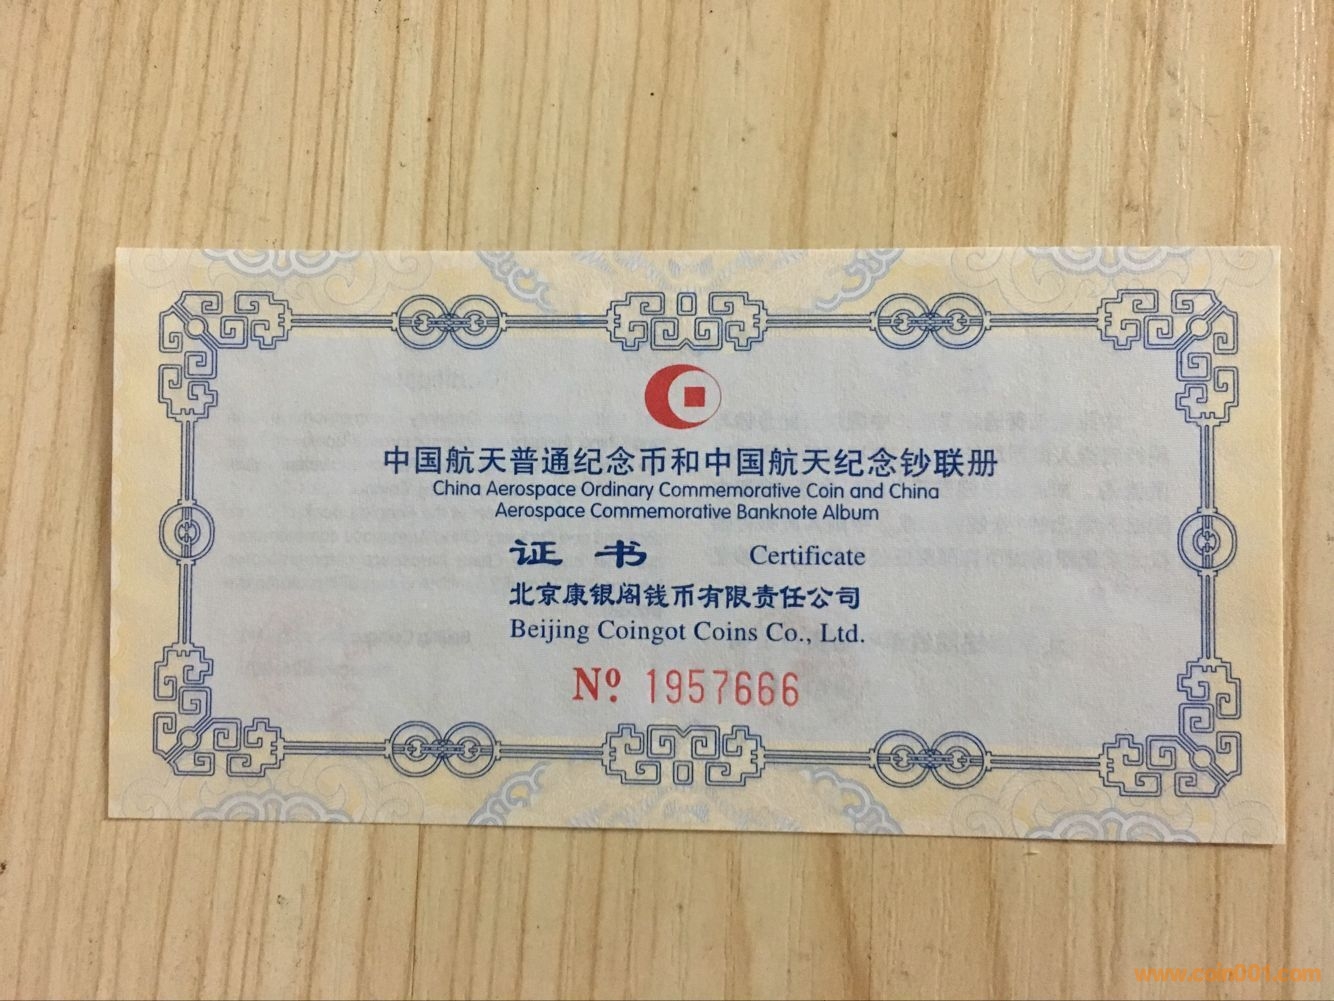 中国航天普通纪念币和中国航天纪念钞联册
China Aerospace Ordinary Commemorative Coin and China
Aerospace Commemorative Banknote Album
证 书 Certificate
北京康银阁钱币有限责任公司
Beijing Coingot Coins Co., Ltd.
Nº 1957666
www.coin001.com